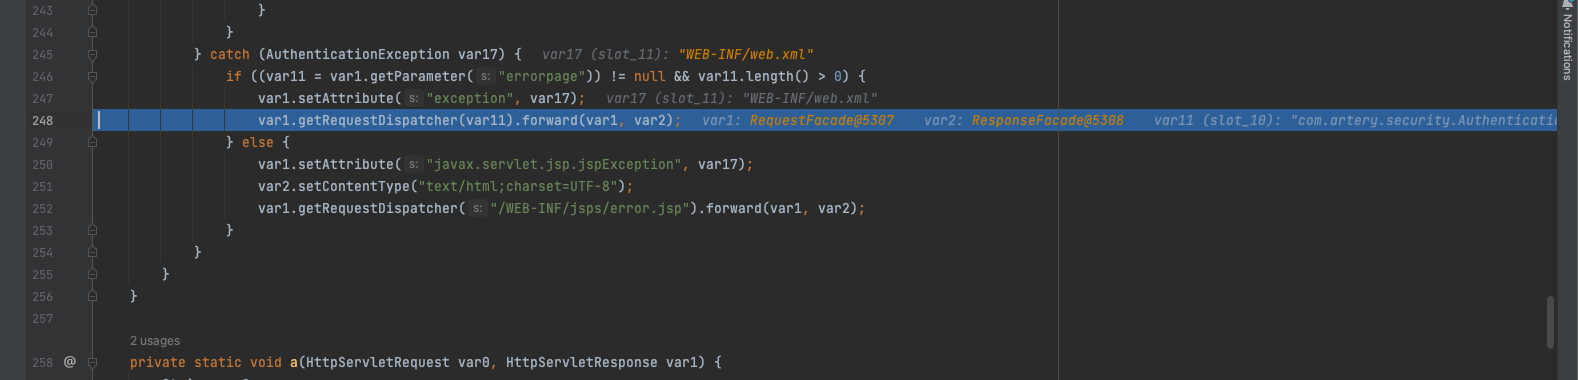 243 }
244 }
245 } catch (AuthenticationException var17) { var17 (slot_11): "WEB-INF/web.xml"
246 if ((var11 = var1.getParameter( s: "errorpage")) != null && var11.length() > 0) {
247 var1.setAttribute( s: "exception", var17); var17 (slot_11): "WEB-INF/web.xml"
248 var1.getRequestDispatcher(var11).forward(var1, var2); var1: RequestFacade@5307 var2: ResponseFacade@5308 var11 (slot_10): "com.artery.security.Authenticatio
249 } else {
250 var1.setAttribute( s: "javax.servlet.jsp.jspException", var17);
251 var2.setContentType("text/html;charset=UTF-8");
252 var1.getRequestDispatcher( s: "/WEB-INF/jsps/error.jsp").forward(var1, var2);
253 }
254 }
255 }
256 }
257
2 usages
258 @ private static void a(HttpServletRequest var0, HttpServletResponse var1) {
Notifications